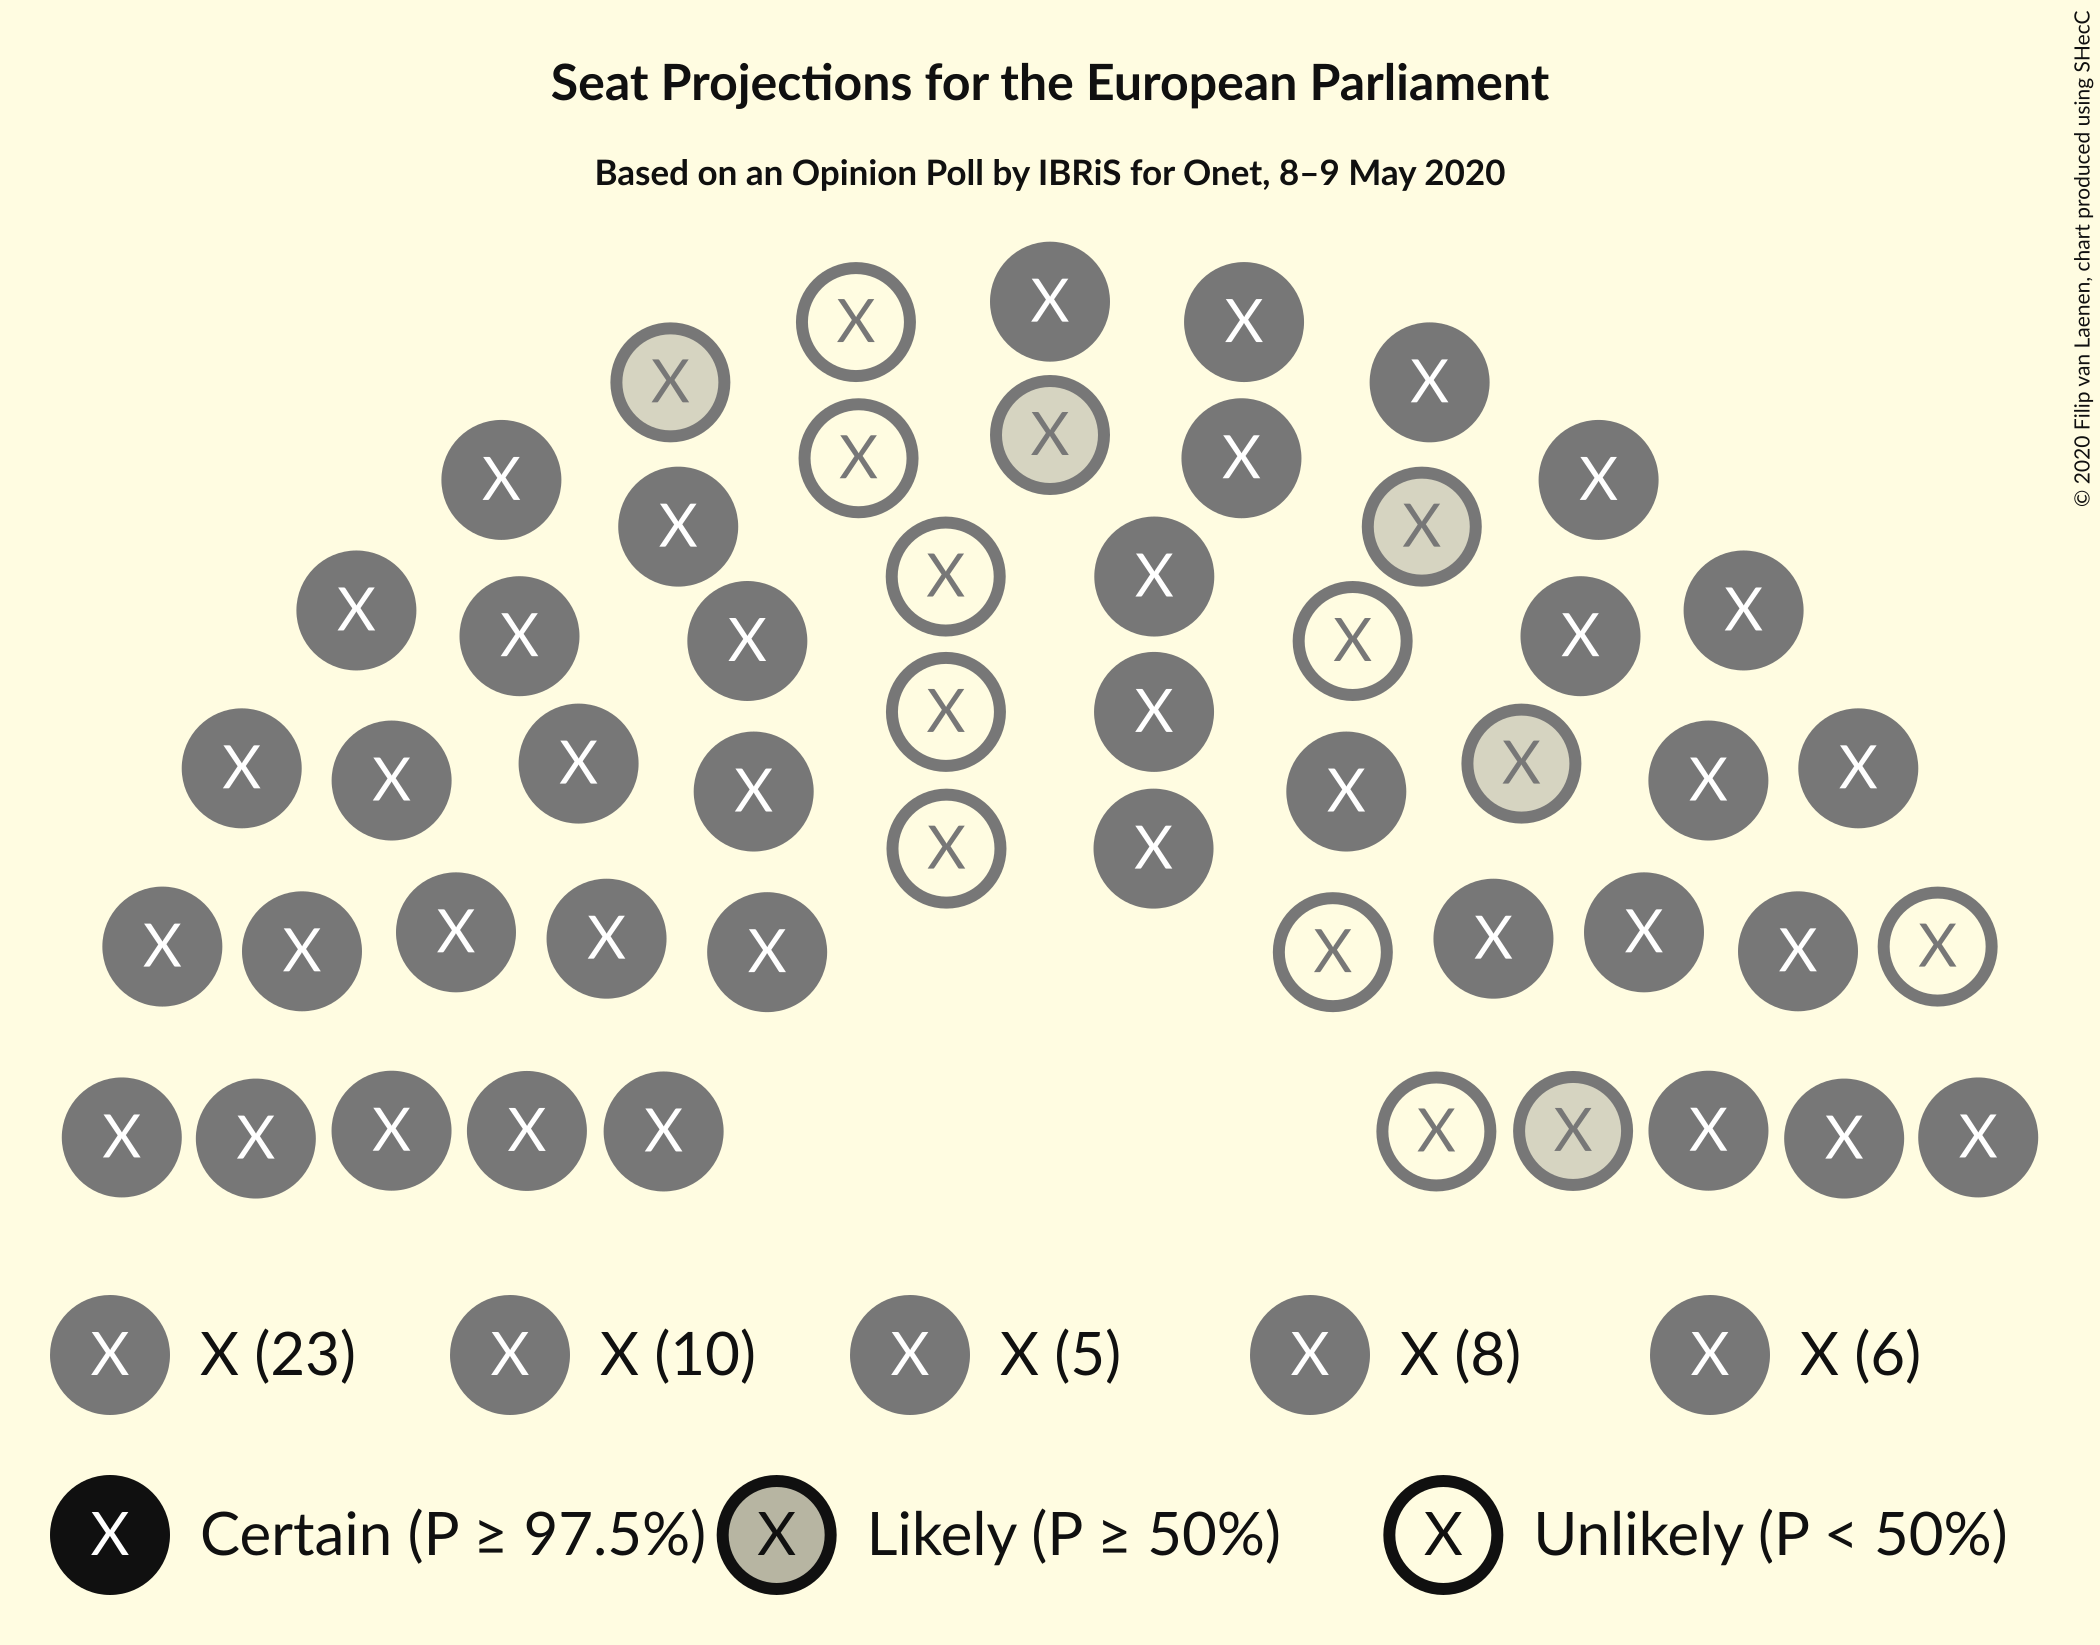 Seat Projections for the European Parliament
Based on an Opinion Poll by IBRiS for Onet, 8–9 May 2020
© 2020 Filip van Laenen, chart produced using SHecC
X
X X
X X
X
X X
X X
X X
X X
X X
X X X X
X X
X X X X X X X X
X X
X X X X X X X X X X
X X X X X X X X X X
X X (23) X X (10) X X (5) X X (8) X X (6)
X Certain (P ≥ 97.5%) X Likely (P ≥ 50%) X Unlikely (P < 50%)